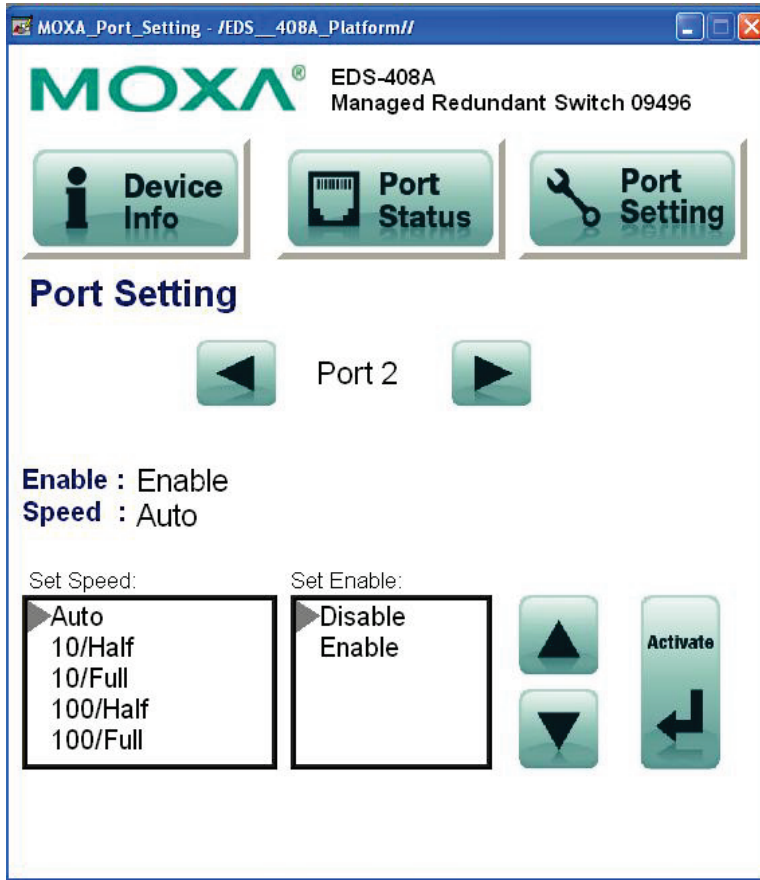 MOXA_Port_Setting - /EDS__408A_Platform//
MOXA®
EDS-408A
Managed Redundant Switch 09496
Device
Info
Port
Status
Port
Setting
Port Setting
Port 2
Enable : Enable
Speed : Auto
Set Speed:
Auto
10/Half
10/Full
100/Half
100/Full
Set Enable:
Disable
Enable
Activate